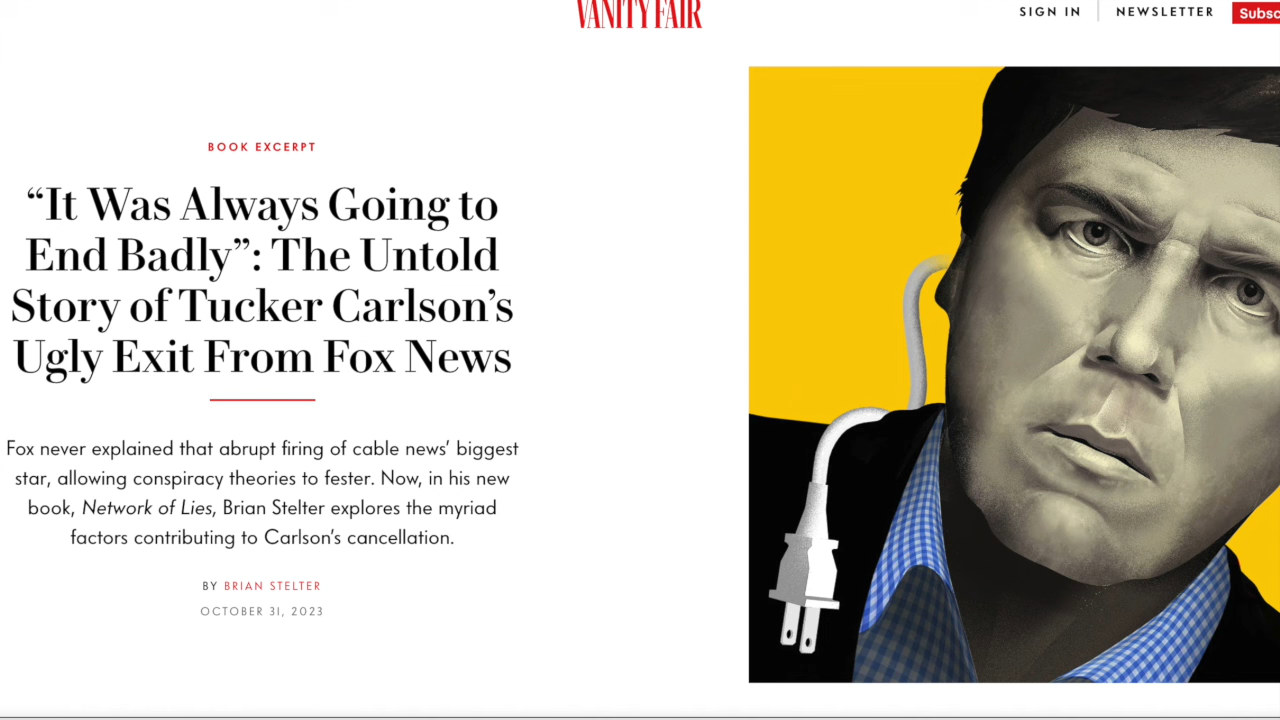 VANITY FAIR
SIGN IN
NEWSLETTER
Subsc
BOOK EXCERPT
“It Was Always Going to
End Badly”: The Untold
Story of Tucker Carlson’s
Ugly Exit From Fox News
Fox never explained that abrupt firing of cable news’ biggest
star, allowing conspiracy theories to fester. Now, in his new
book, Network of Lies, Brian Stelter explores the myriad
factors contributing to Carlson’s cancellation.
BY BRIAN STELTER
OCTOBER 31, 2023